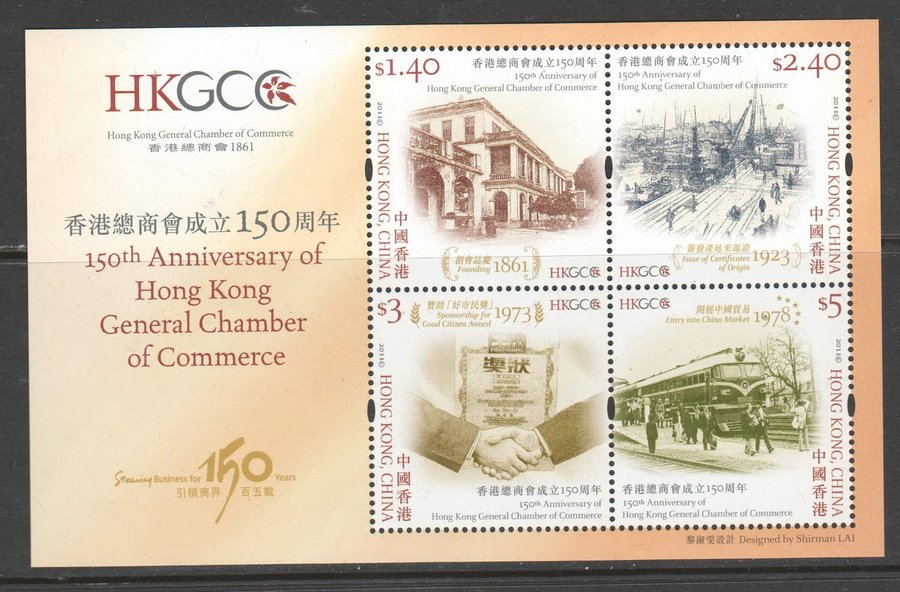 HKGCC
Hong Kong General Chamber of Commerce
香港總商會1861
香港總商會成立150周年
150th Anniversary of
Hong Kong
General Chamber
of Commerce
Steering Business for 150 Years
引領商界 百五載
$1.40
香港總商會成立150周年
150th Anniversary of
Hong Kong General Chamber of Commerce
2011©
HONG KONG, CHINA
中國香港
創會誌慶
Founding 1861
HKGCC
$2.40
香港總商會成立150周年
150th Anniversary of
Hong Kong General Chamber of Commerce
2011©
HONG KONG, CHINA
中國香港
簽發產地來源證
Issue of Certificates
of Origin 1923
HKGCC
$3
贊助「好市民獎」
Sponsorship for
Good Citizen Award 1973
HKGCC
2011©
HONG KONG, CHINA
中國香港
獎狀
香港總商會成立150周年
150th Anniversary of
Hong Kong General Chamber of Commerce
HKGCC
開展中國貿易
Entry into China Market 1978
$5
2011©
HONG KONG, CHINA
中國香港
香港總商會成立150周年
150th Anniversary of
Hong Kong General Chamber of Commerce
黎淑雯設計 Designed by Shirman LAI